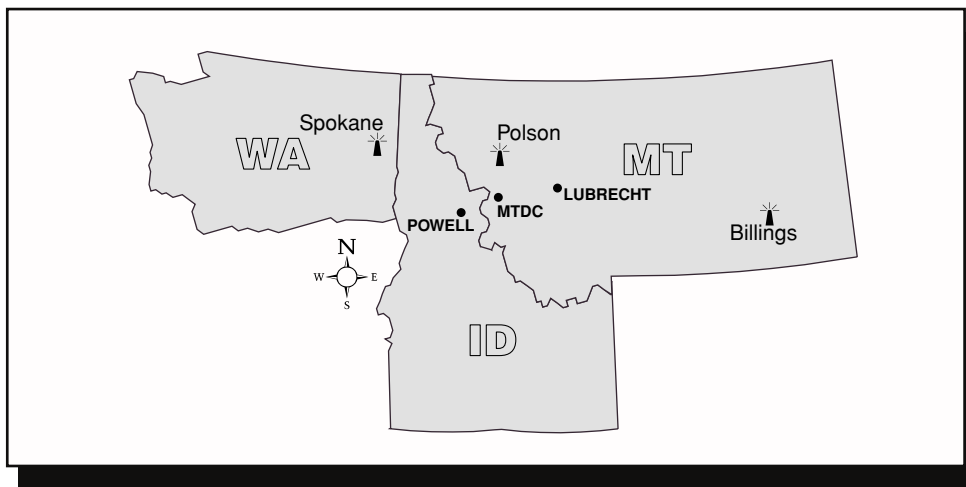 Spokane
WA
Polson
MT
LUBRECHT
MTDC
POWELL
Billings
N
W E
S
ID